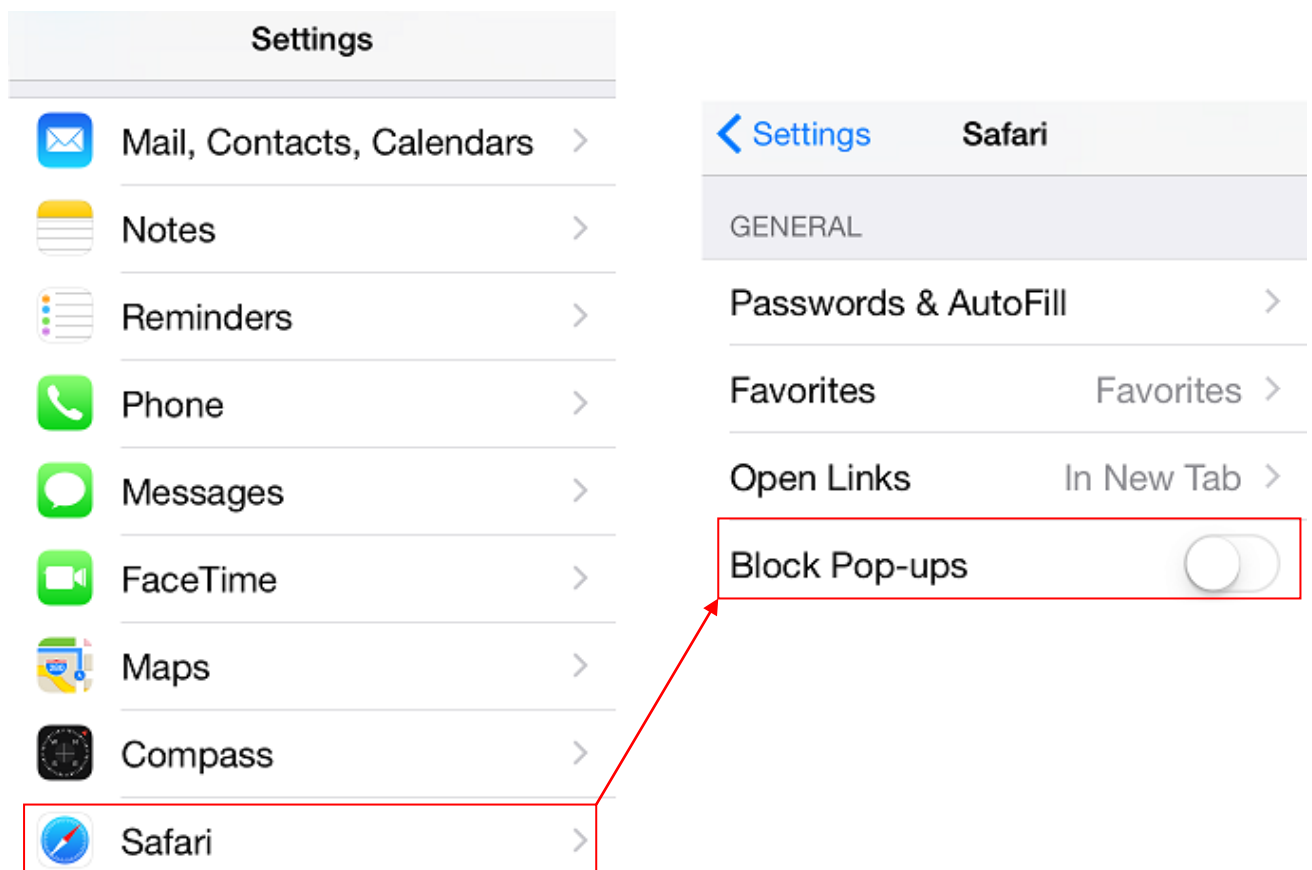 Settings
Mail, Contacts, Calendars
Notes
Reminders
Phone
Messages
FaceTime
Maps
Compass
Safari
Settings Safari
GENERAL
Passwords & AutoFill
Favorites Favorites
Open Links In New Tab
Block Pop-ups